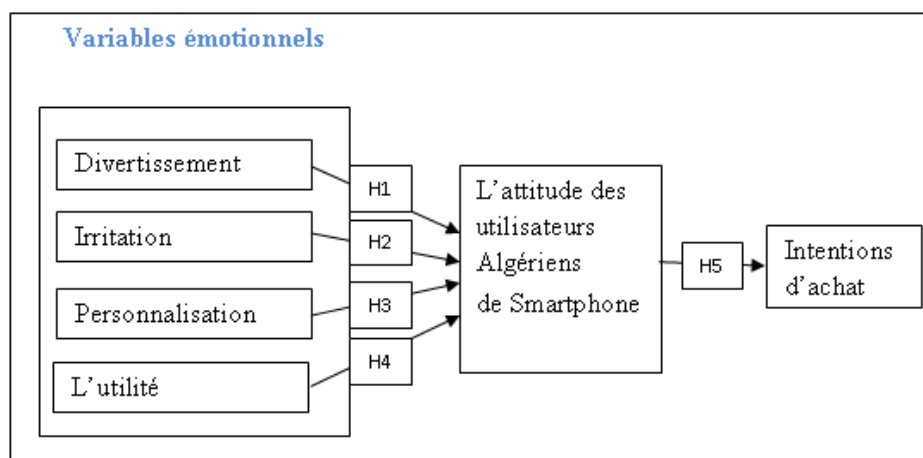 Variables émotionnels
Divertissement
Irritation
Personnalisation
L'utilité
H1
H2
H3
H4
L'attitude des
utilisateurs
Algériens
de Smartphone
H5
Intentions
d'achat